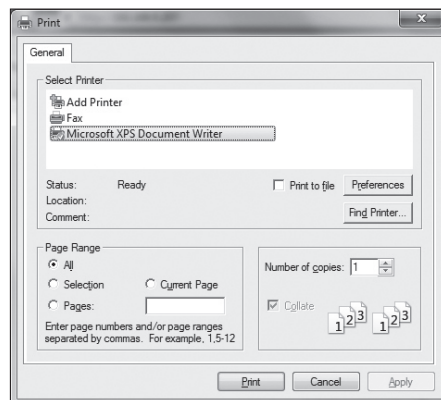 Print
General
Select Printer
Add Printer
Fax
Microsoft XPS Document Writer
Status: Ready
Print to file
Preferences
Location:
Comment:
Find Printer...
Page Range
All
Selection
Current Page
Pages:
Enter page numbers and/or page ranges
separated by commas. For example, 1,5-12
Number of copies: 1
Collate
1 2 3 1 2 3
Print Cancel Apply